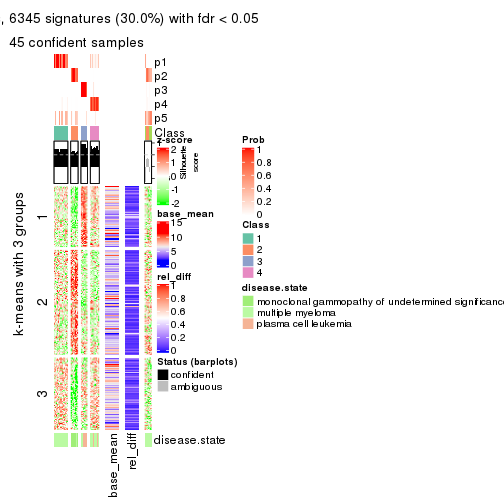 , 6345 signatures (30.0%) with fdr < 0.05
45 confident samples
p1
p2
p3
p4
p5
Class
z-score
2
1
0
-1
-2
Silhouette
score
base_mean
15
10
5
0
rel_diff
1
0.8
0.6
0.4
0.2
0
Status (barplots)
confident
ambiguous
Prob
1
0.8
0.6
0.4
0.2
0
Class
1
2
3
4
disease.state
monoclonal gammopathy of undetermined significance
multiple myeloma
plasma cell leukemia
k-means with 3 groups
1
2
3
base_mean
rel_diff
disease.state